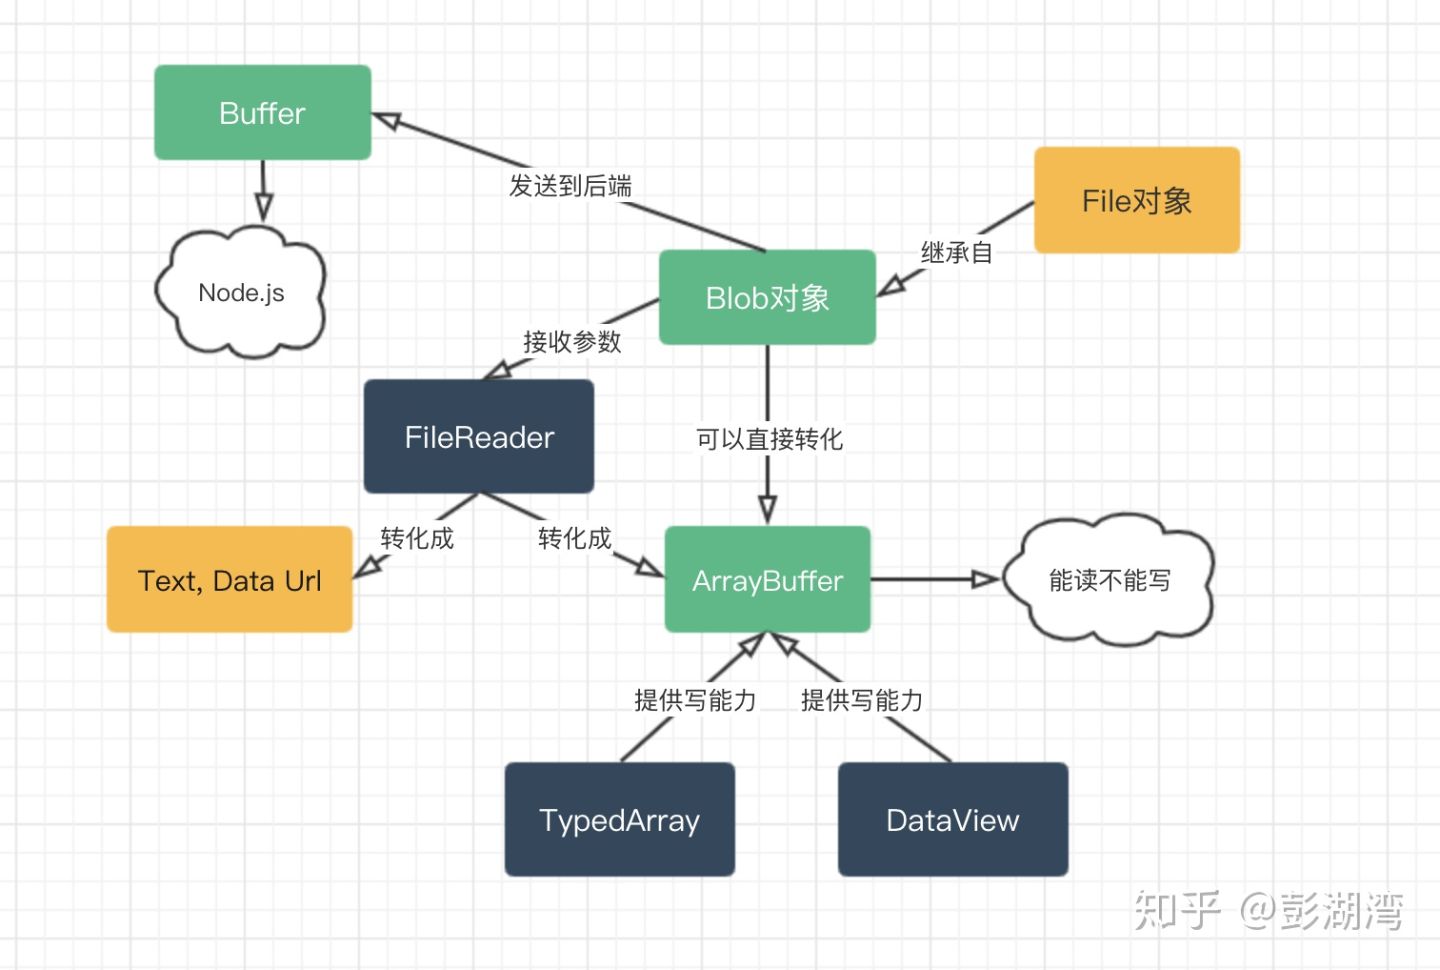 Buffer
发送到后端
File对象
继承自
Node.js
Blob对象
接收参数
FileReader
可以直接转化
转化成
转化成
Text, Data Url
ArrayBuffer
能读不能写
提供写能力
提供写能力
TypedArray
DataView
知乎 @彭湖湾